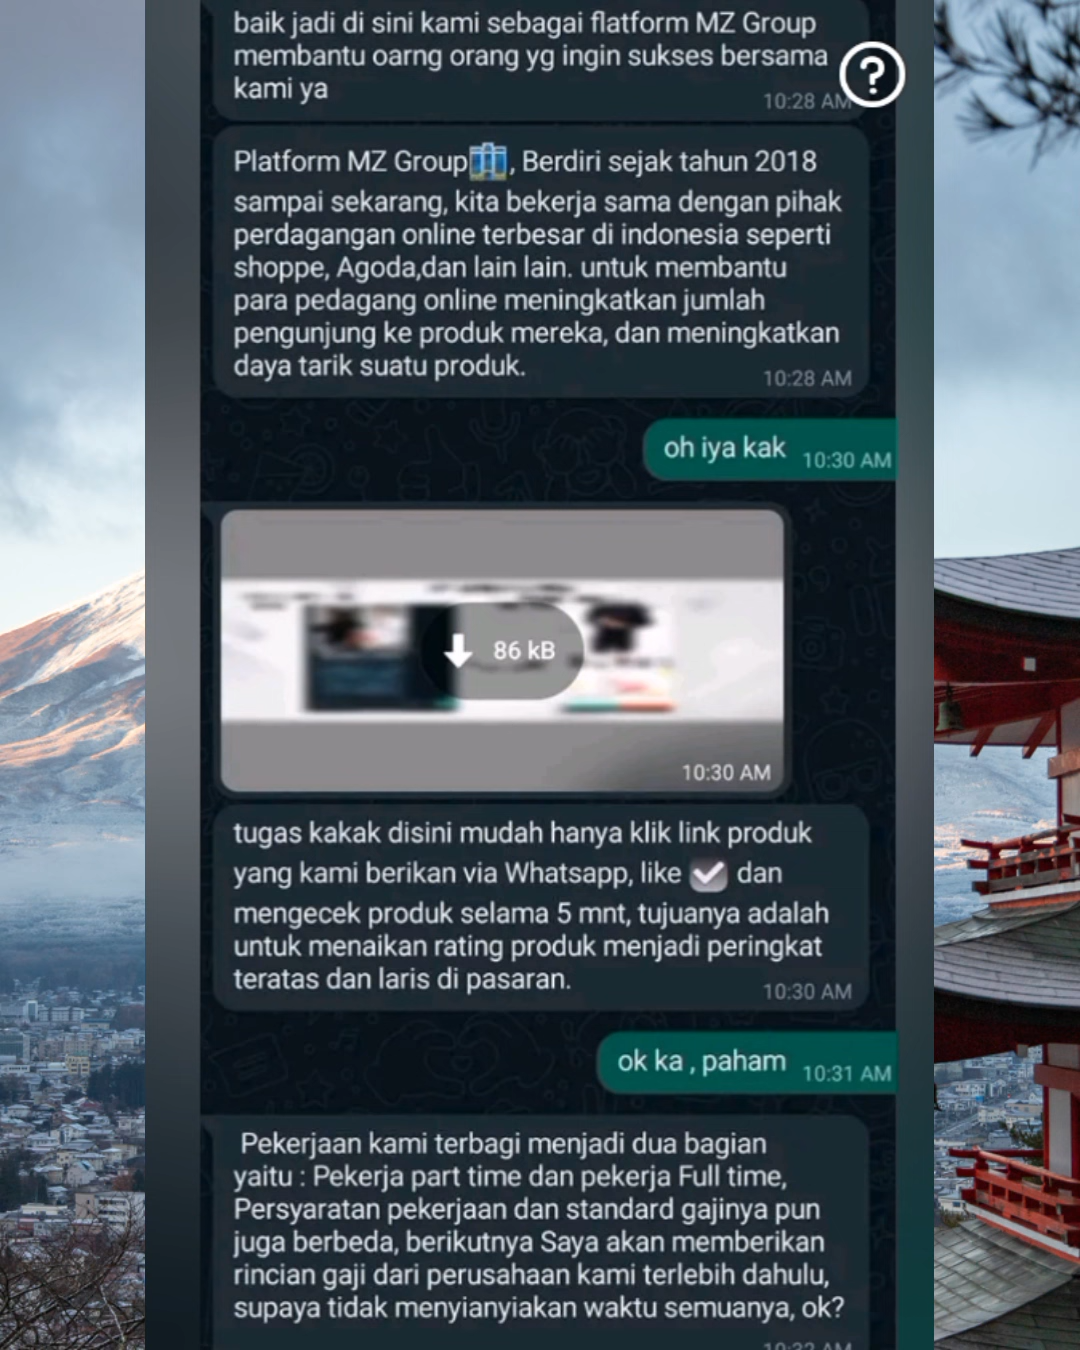 baik jadi di sini kami sebagai flatform MZ Group
membantu oarng orang yg ingin sukses bersama
kami ya
10:28 AM
?
Platform MZ Group, Berdiri sejak tahun 2018
sampai sekarang, kita bekerja sama dengan pihak
perdagangan online terbesar di indonesia seperti
shoppe, Agoda,dan lain lain. untuk membantu
para pedagang online meningkatkan jumlah
pengunjung ke produk mereka, dan meningkatkan
daya tarik suatu produk.
10:28 AM
oh iya kak 10:30 AM
86 kB
10:30 AM
tugas kakak disini mudah hanya klik link produk
yang kami berikan via Whatsapp, like ✔ dan
mengecek produk selama 5 mnt, tujuanya adalah
untuk menaikan rating produk menjadi peringkat
teratas dan laris di pasaran.
10:30 AM
ok ka , paham 10:31 AM
Pekerjaan kami terbagi menjadi dua bagian
yaitu : Pekerja part time dan pekerja Full time,
Persyaratan pekerjaan dan standard gajinya pun
juga berbeda, berikutnya Saya akan memberikan
rincian gaji dari perusahaan kami terlebih dahulu,
supaya tidak menyianyiakan waktu semuanya, ok?